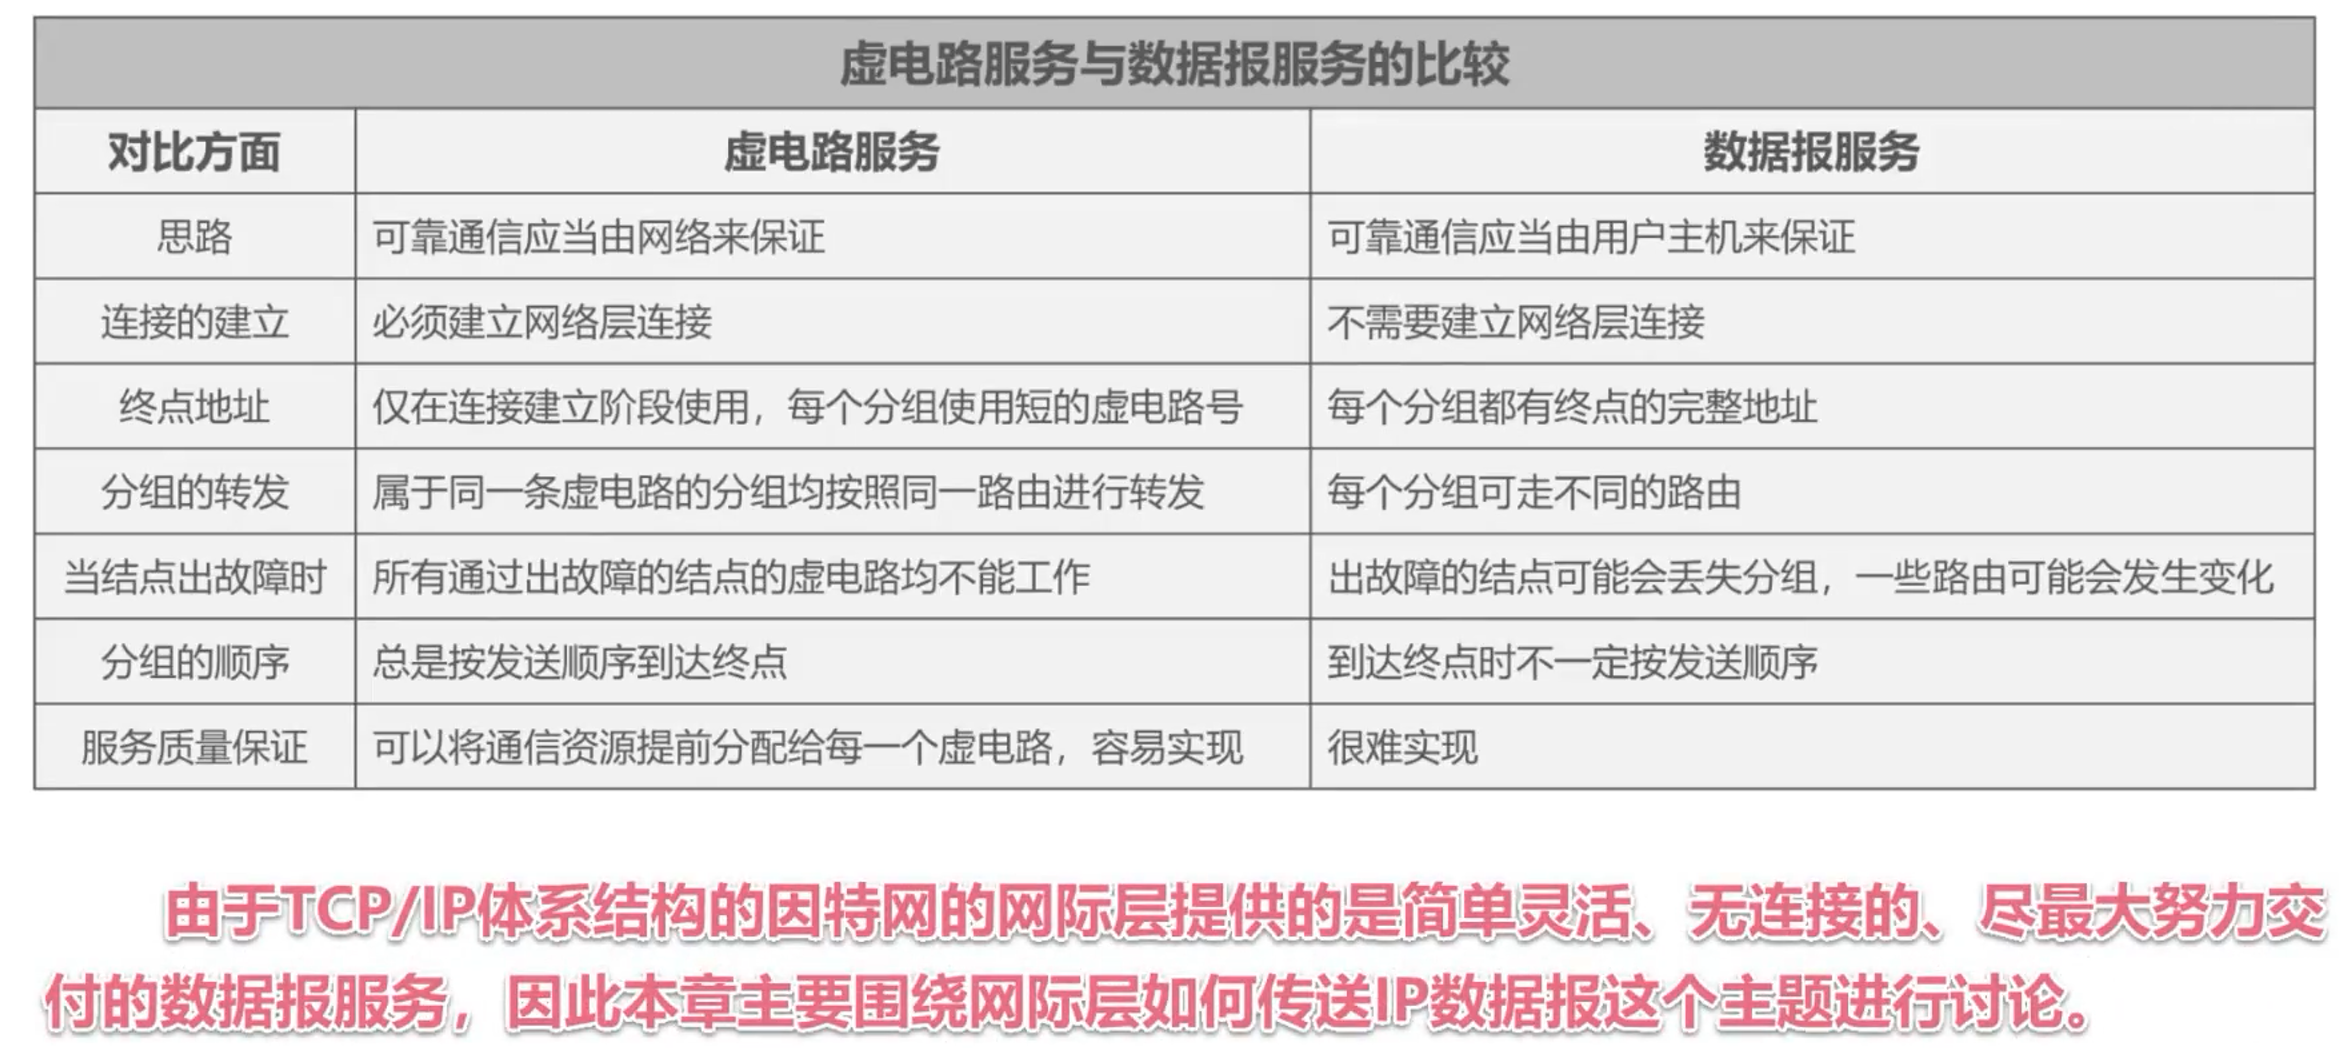 虚电路服务与数据报服务的比较
对比方面 虚电路服务 数据报服务
思路 可靠通信应当由网络来保证 可靠通信应当由用户主机来保证
连接的建立 必须建立网络层连接 不需要建立网络层连接
终点地址 仅在连接建立阶段使用，每个分组使用短的虚电路号 每个分组都有终点的完整地址
分组的转发 属于同一条虚电路的分组均按照同一路由进行转发 每个分组可走不同的路由
当结点出故障时 所有通过出故障的结点的虚电路均不能工作 出故障的结点可能会丢失分组，一些路由可能会发生变化
分组的顺序 总是按发送顺序到达终点 到达终点时不一定按发送顺序
服务质量保证 可以将通信资源提前分配给每一个虚电路，容易实现 很难实现
由于TCP/IP体系结构的因特网的网际层提供的是简单灵活、无连接的、尽最大努力交
付的数据报服务，因此本章主要围绕网际层如何传送IP数据报这个主题进行讨论。